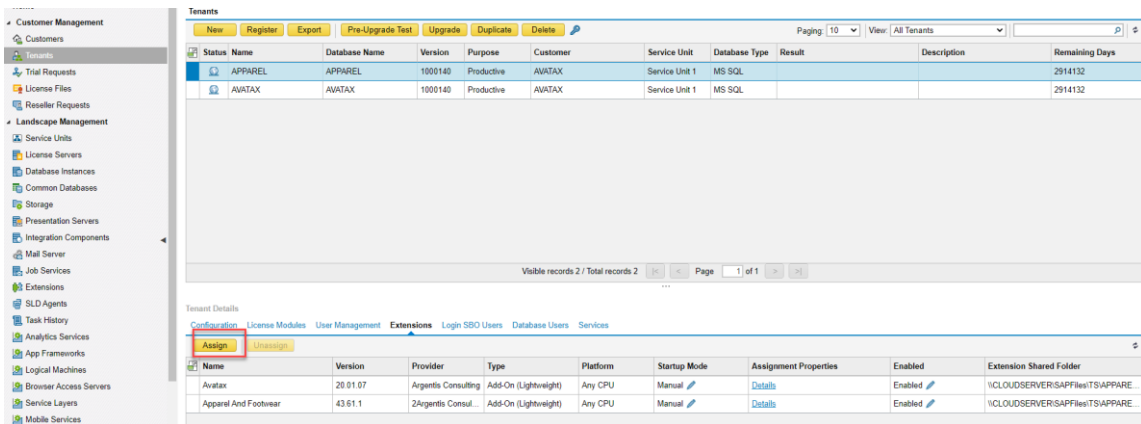 Tenants
Customer Management
Customers
Tenants
Trial Requests
License Files
Reseller Requests
Landscape Management
Service Units
License Servers
Database Instances
Common Databases
Storage
Presentation Servers
Integration Components
Mail Server
Job Services
Extensions
SLD Agents
Task History
Analytics Services
App Frameworks
Logical Machines
Browser Access Servers
Service Layers
Mobile Services
New Register Export Pre-Upgrade Test Upgrade Duplicate Delete Paging: 10 View: All Tenants
Status Name Database Name Version Purpose Customer Service Unit Database Type Result Description Remaining Days
APPAREL APPAREL 1000140 Productive AVATAX Service Unit 1 MS SQL 2914132
AVATAX AVATAX 1000140 Productive AVATAX Service Unit 1 MS SQL 2914132
Visible records 2 / Total records 2 |< < Page 1 of 1 > >|
Tenant Details
Configuration License Modules User Management Extensions Login SBO Users Database Users Services
Assign Unassign
Name Version Provider Type Platform Startup Mode Assignment Properties Enabled Extension Shared Folder
Avatax 20.01.07 Argentis Consulting Add-On (Lightweight) Any CPU Manual Details Enabled \\CLOUDSERVER\SAPFiles\TS\APPARE...
Apparel And Footwear 43.61.1 2Argentis Consul... Add-On (Lightweight) Any CPU Manual Details Enabled \\CLOUDSERVER\SAPFiles\TS\APPARE...